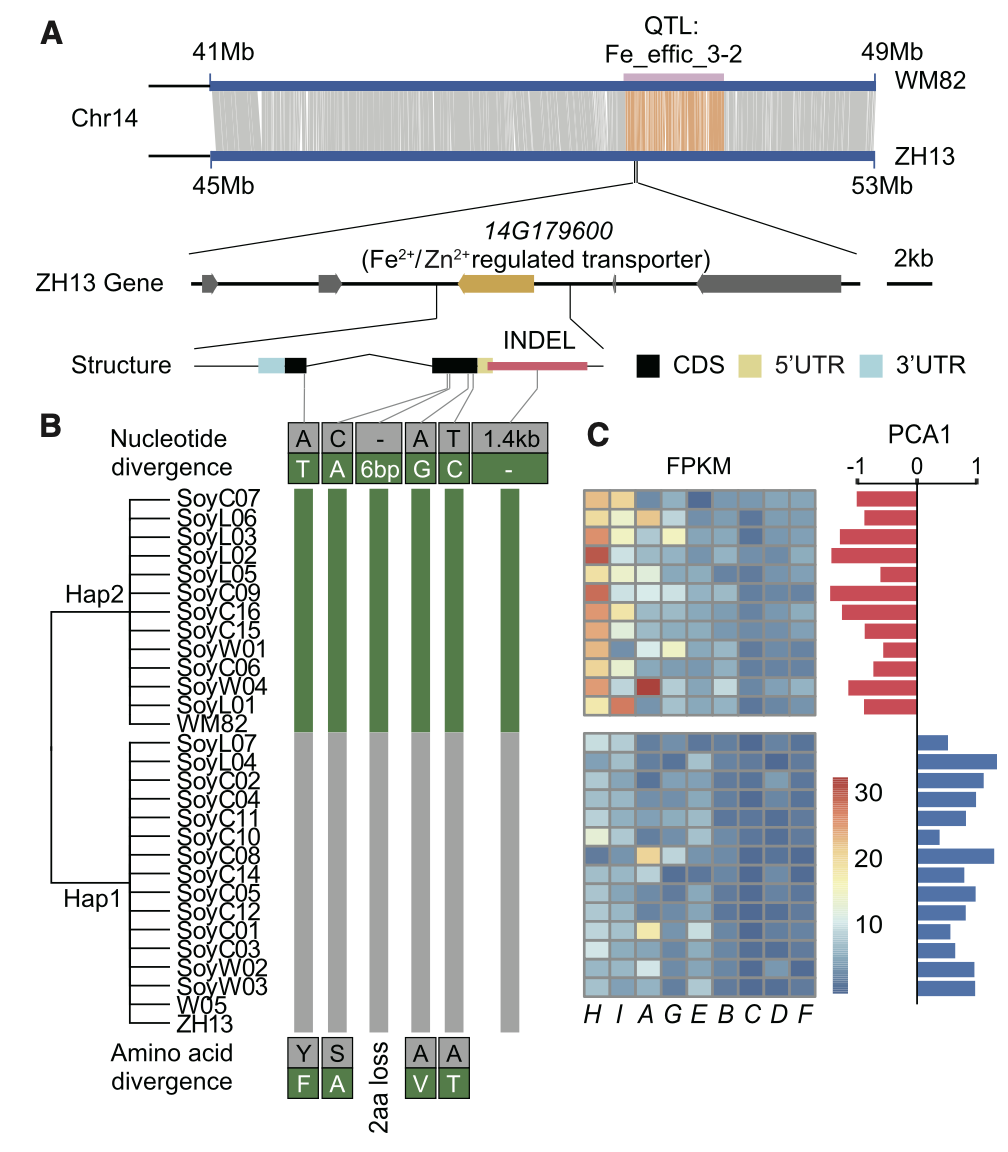 A
QTL:
Fe_effic_3-2
41Mb
49Mb
WM82
Chr14
ZH13
45Mb
53Mb
14G179600
(Fe²⁺/Zn²⁺regulated transporter)
ZH13 Gene
2kb
INDEL
Structure
CDS
5’UTR
3’UTR
B
Nucleotide
divergence
A C - A T 1.4kb
T A 6bp G C -
SoyC07
SoyL06
SoyL03
SoyL02
SoyL05
SoyC09
SoyC16
SoyC15
SoyW01
SoyC06
SoyW04
SoyL01
WM82
Hap2
SoyL07
SoyL04
SoyC02
SoyC04
SoyC11
SoyC10
SoyC08
SoyC14
SoyC05
SoyC12
SoyC01
SoyC03
SoyW02
SoyW03
W05
ZH13
Hap1
Amino acid
divergence
Y S A A
F A V T
2aa loss
C
FPKM
PCA1
-1 0 1
30
20
10
H I A G E B C D F